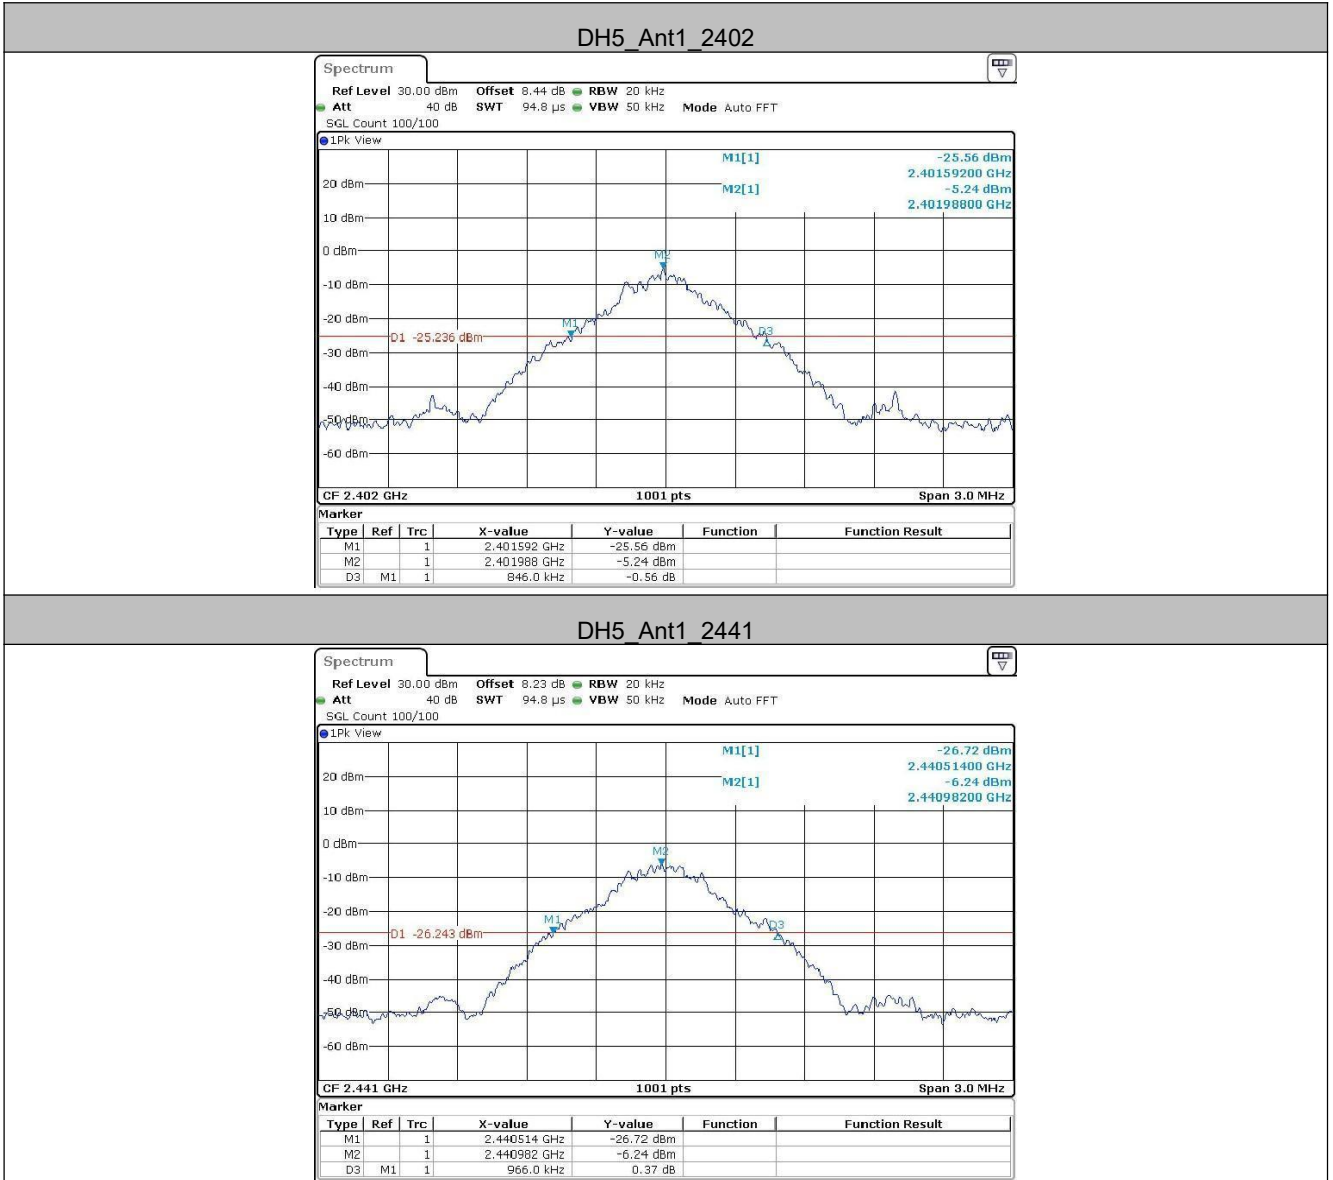 DH5_Ant1_2402
Spectrum
Ref Level 30.00 dBm Offset 8.44 dB RBW 20 kHz
Att 40 dB SWT 94.8 µs VBW 50 kHz Mode Auto FFT
SGL Count 100/100
1Pk View
M1[1] -25.56 dBm
2.40159200 GHz
M2[1] -5.24 dBm
2.40198800 GHz
20 dBm
10 dBm
0 dBm
M2
-10 dBm
-20 dBm
M1
D3
D1 -25.236 dBm
-30 dBm
-40 dBm
-50 dBm
-60 dBm
CF 2.402 GHz 1001 pts Span 3.0 MHz
Marker
Type Ref Trc X-value Y-value Function Function Result
M1 1 2.401592 GHz -25.56 dBm
M2 1 2.401988 GHz -5.24 dBm
D3 M1 1 846.0 kHz -0.56 dB
DH5_Ant1_2441
Spectrum
Ref Level 30.00 dBm Offset 8.23 dB RBW 20 kHz
Att 40 dB SWT 94.8 µs VBW 50 kHz Mode Auto FFT
SGL Count 100/100
1Pk View
M1[1] -26.72 dBm
2.44051400 GHz
M2[1] -6.24 dBm
2.44098200 GHz
20 dBm
10 dBm
0 dBm
M2
-10 dBm
-20 dBm
M1
D3
D1 -26.243 dBm
-30 dBm
-40 dBm
-50 dBm
-60 dBm
CF 2.441 GHz 1001 pts Span 3.0 MHz
Marker
Type Ref Trc X-value Y-value Function Function Result
M1 1 2.440514 GHz -26.72 dBm
M2 1 2.440982 GHz -6.24 dBm
D3 M1 1 966.0 kHz 0.37 dB